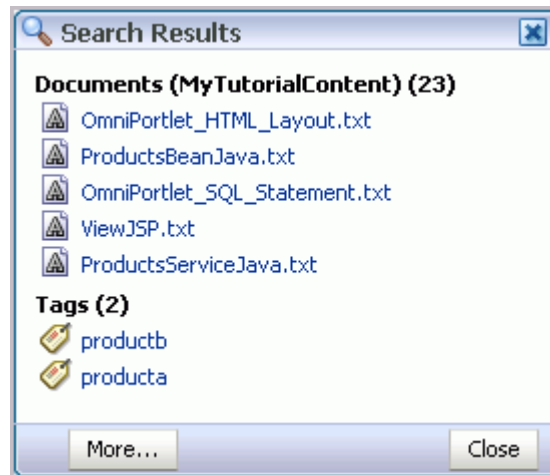 Search Results
Documents (MyTutorialContent) (23)
OmniPortlet_HTML_Layout.txt
ProductsBeanJava.txt
OmniPortlet_SQL_Statement.txt
ViewJSP.txt
ProductsServiceJava.txt
Tags (2)
productb
producta
More... Close